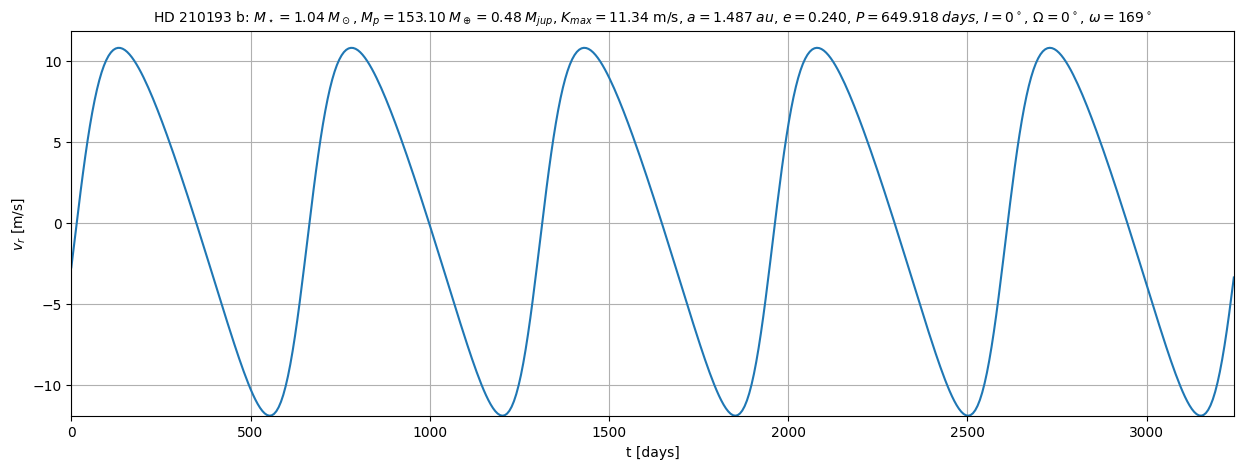 HD 210193 b: M⋆ = 1.04 M⊙, Mp = 153.10 M⊕ = 0.48 Mjup, Kmax = 11.34 m/s, a = 1.487 au, e = 0.240, P = 649.918 days, I = 0°, Ω = 0°, ω = 169°
10
5
0
−5
−10
vr [m/s]
0 500 1000 1500 2000 2500 3000
t [days]